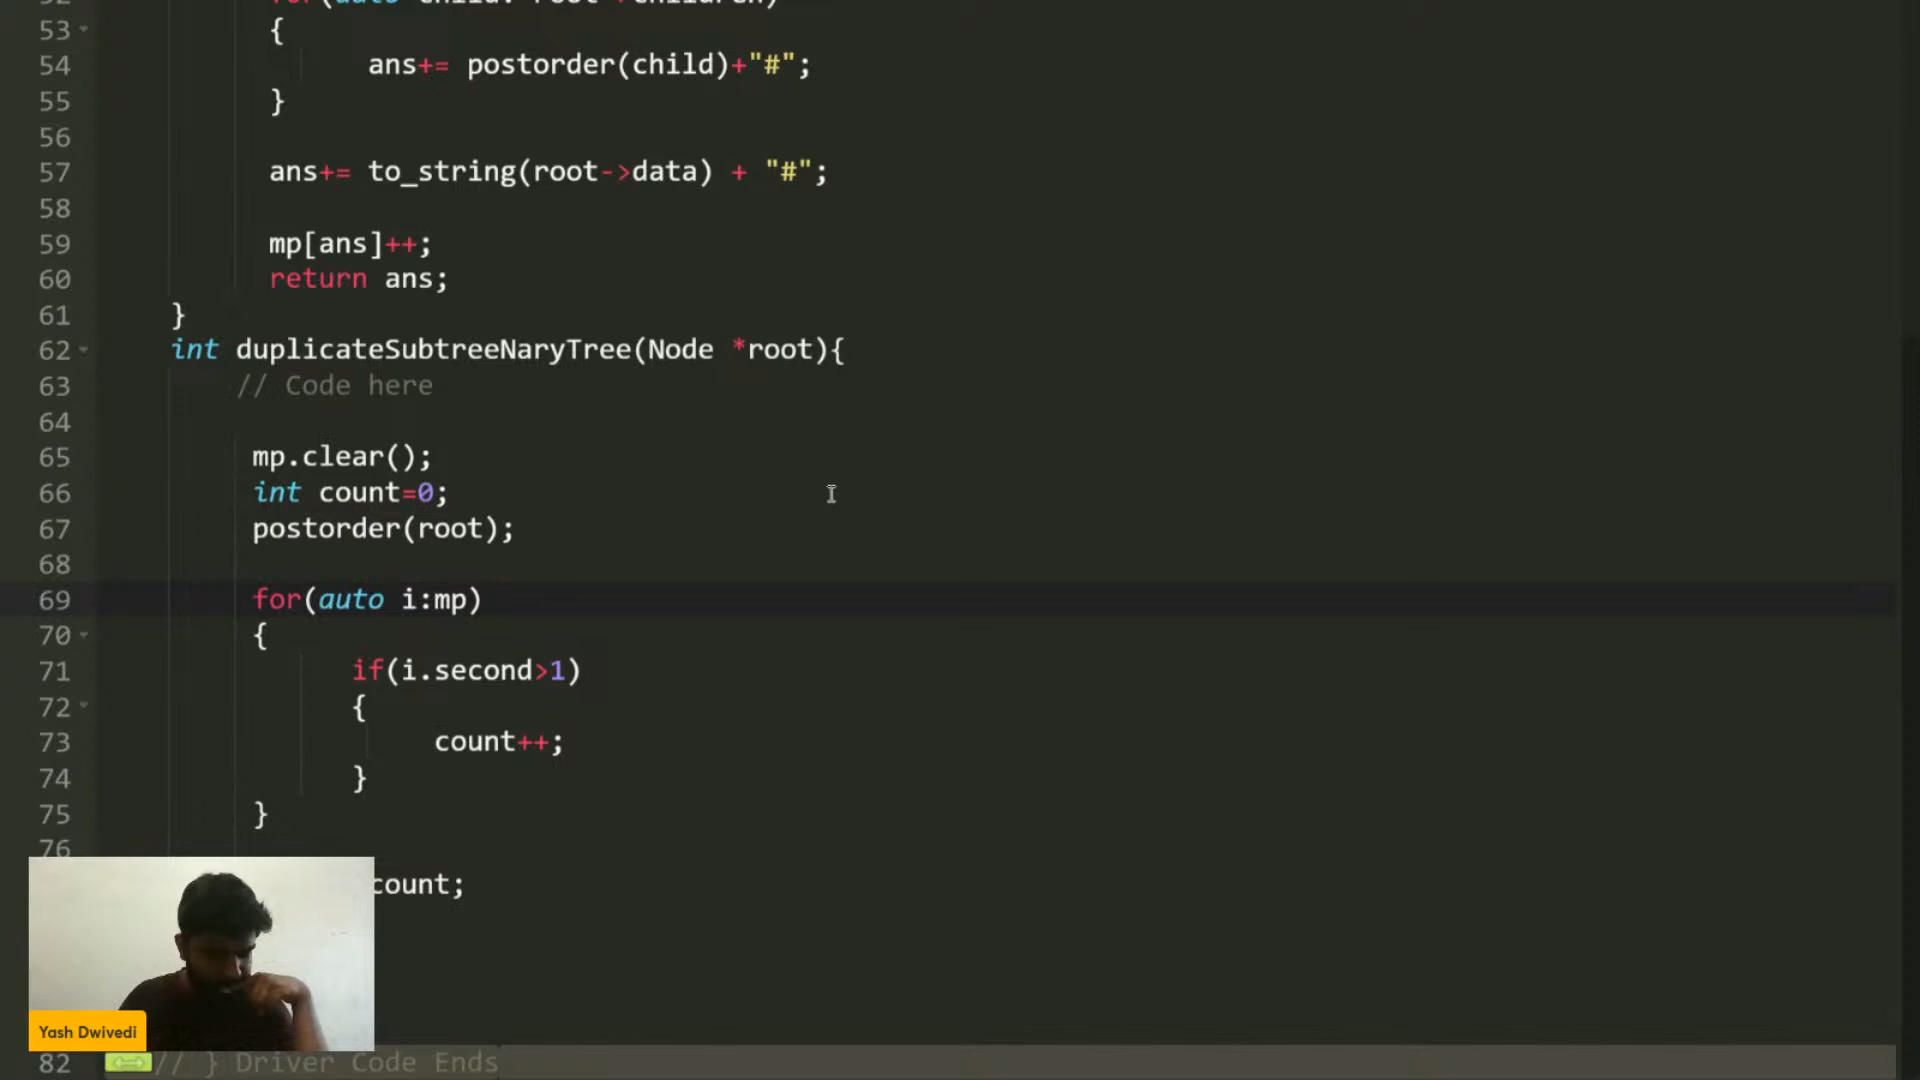 53 {
54 ans+= postorder(child)+"#";
55 }
56
57 ans+= to_string(root->data) + "#";
58
59 mp[ans]++;
60 return ans;
61 }
62 int duplicateSubtreeNaryTree(Node *root){
63 // Code here
64
65 mp.clear();
66 int count=0;
67 postorder(root);
68
69 for(auto i:mp)
70 {
71 if(i.second>1)
72 {
73 count++;
74 }
75 }
76
count;
Yash Dwivedi
82 // } Driver Code Ends